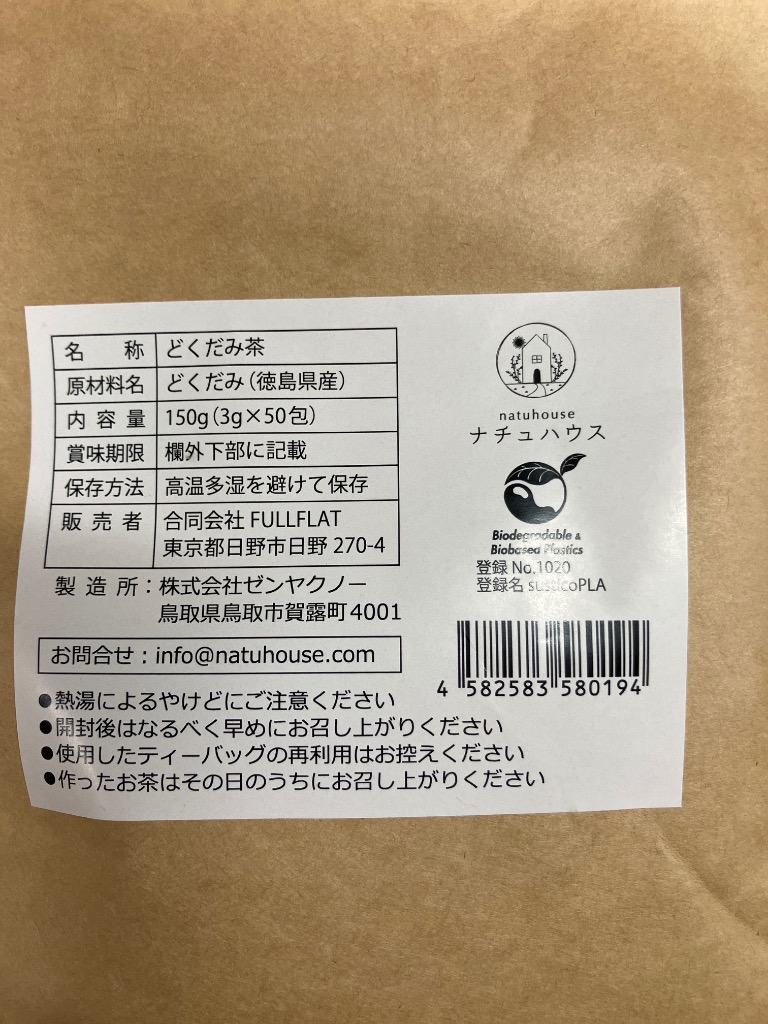 名　称 どくだみ茶
原材料名 どくだみ（徳島県産）
内容量 150g（3g×50包）
賞味期限 欄外下部に記載
保存方法 高温多湿を避けて保存
販売者 合同会社 FULLFLAT
東京都日野市日野 270-4
製造所：株式会社ゼンヤクノー
鳥取県鳥取市賀露町4001
お問合せ：info@natuhouse.com
●熱湯によるやけどにご注意ください
●開封後はなるべく早めにお召し上がりください
●使用したティーバッグの再利用はお控えください
●作ったお茶はその日のうちにお召し上がりください
natuhouse
ナチュハウス
Biodegradable &
Biobased Plastics
登録 No.1020
登録名 susticoPLA
4 582583 580194